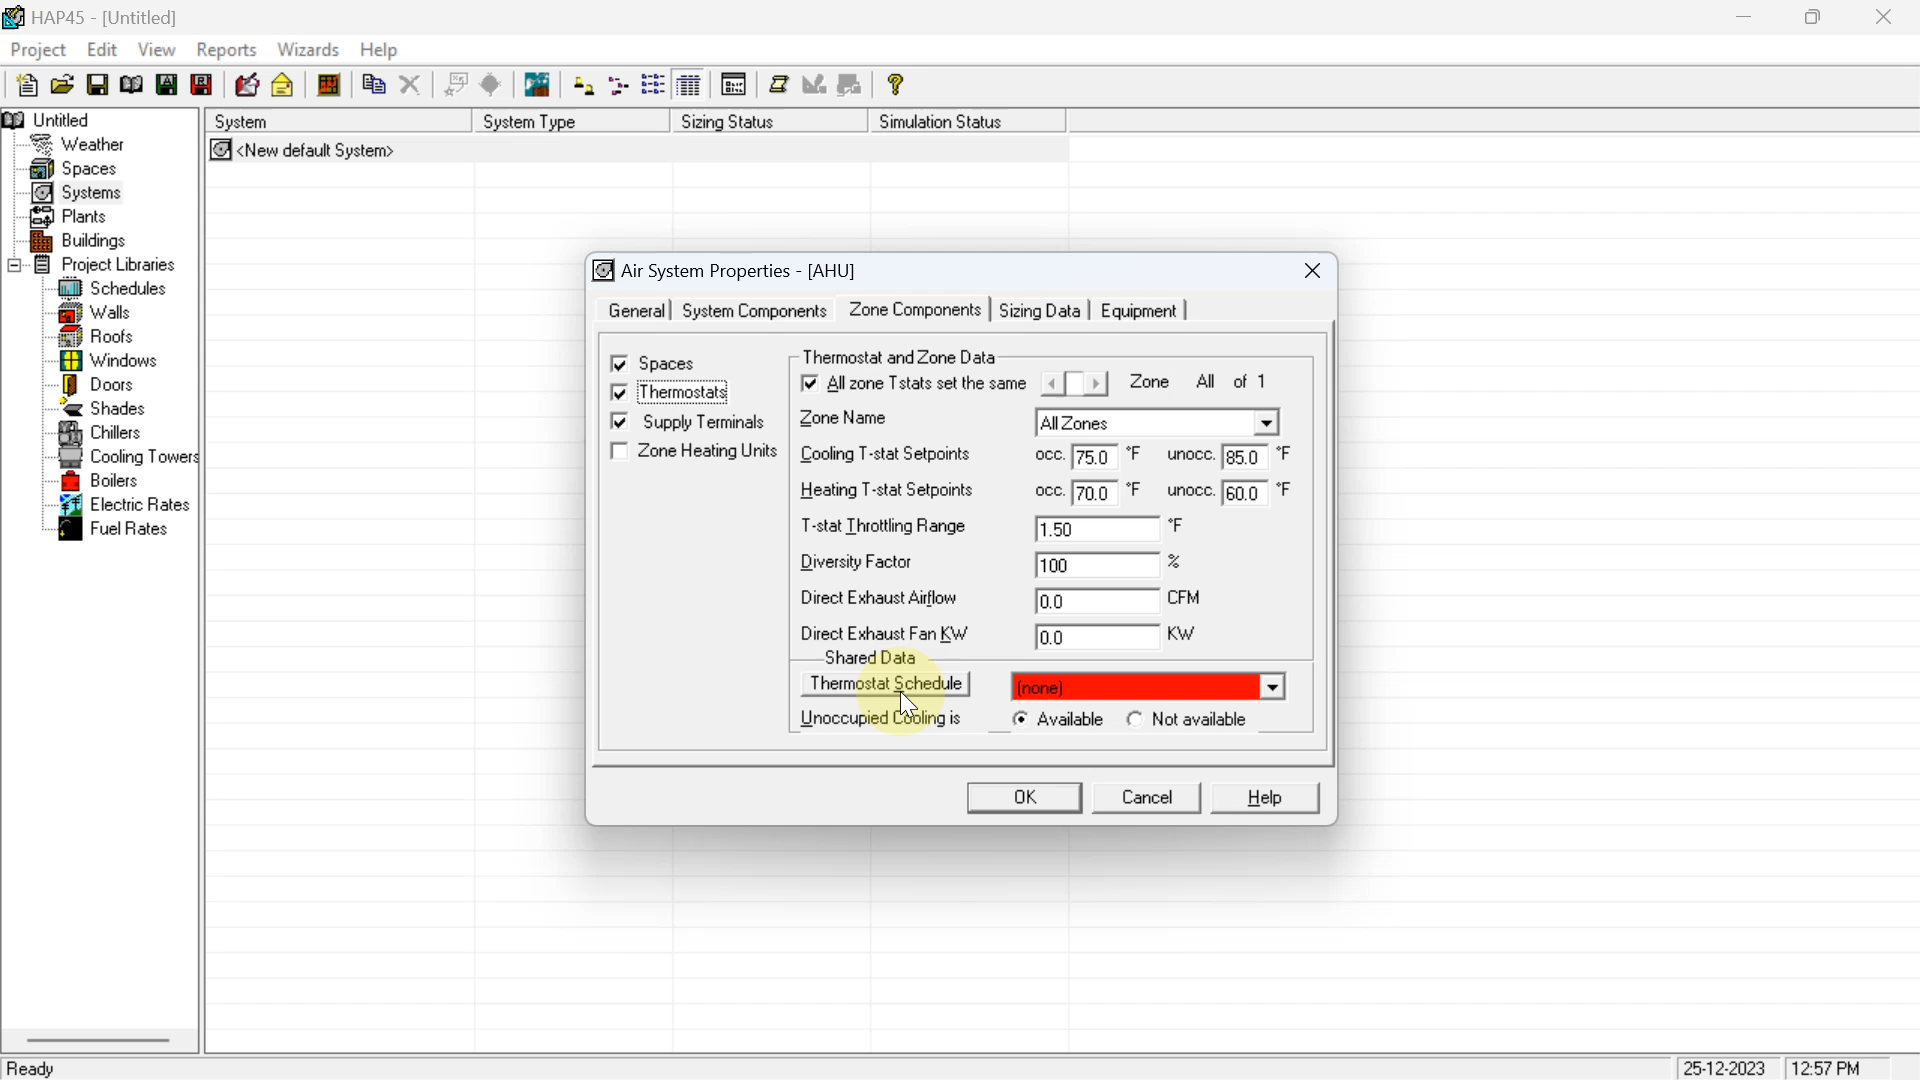 HAP45 - [Untitled]
Project Edit View Reports Wizards Help
Untitled
Weather
Spaces
Systems
Plants
Buildings
Project Libraries
Schedules
Walls
Roofs
Windows
Doors
Shades
Chillers
Cooling Towers
Boilers
Electric Rates
Fuel Rates
System System Type Sizing Status Simulation Status
<New default System>
Air System Properties - [AHU]
General System Components Zone Components Sizing Data Equipment
Spaces
Thermostats
Supply Terminals
Zone Heating Units
Thermostat and Zone Data
All zone Tstats set the same Zone All of 1
Zone Name All Zones
Cooling T-stat Setpoints occ. 75.0 °F unocc. 85.0 °F
Heating T-stat Setpoints occ. 70.0 °F unocc. 60.0 °F
T-stat Throttling Range 1.50 °F
Diversity Factor 100 %
Direct Exhaust Airflow 0.0 CFM
Direct Exhaust Fan KW 0.0 KW
Shared Data
Thermostat Schedule (none)
Unoccupied Cooling is Available Not available
OK Cancel Help
Ready 25-12-2023 12:57 PM